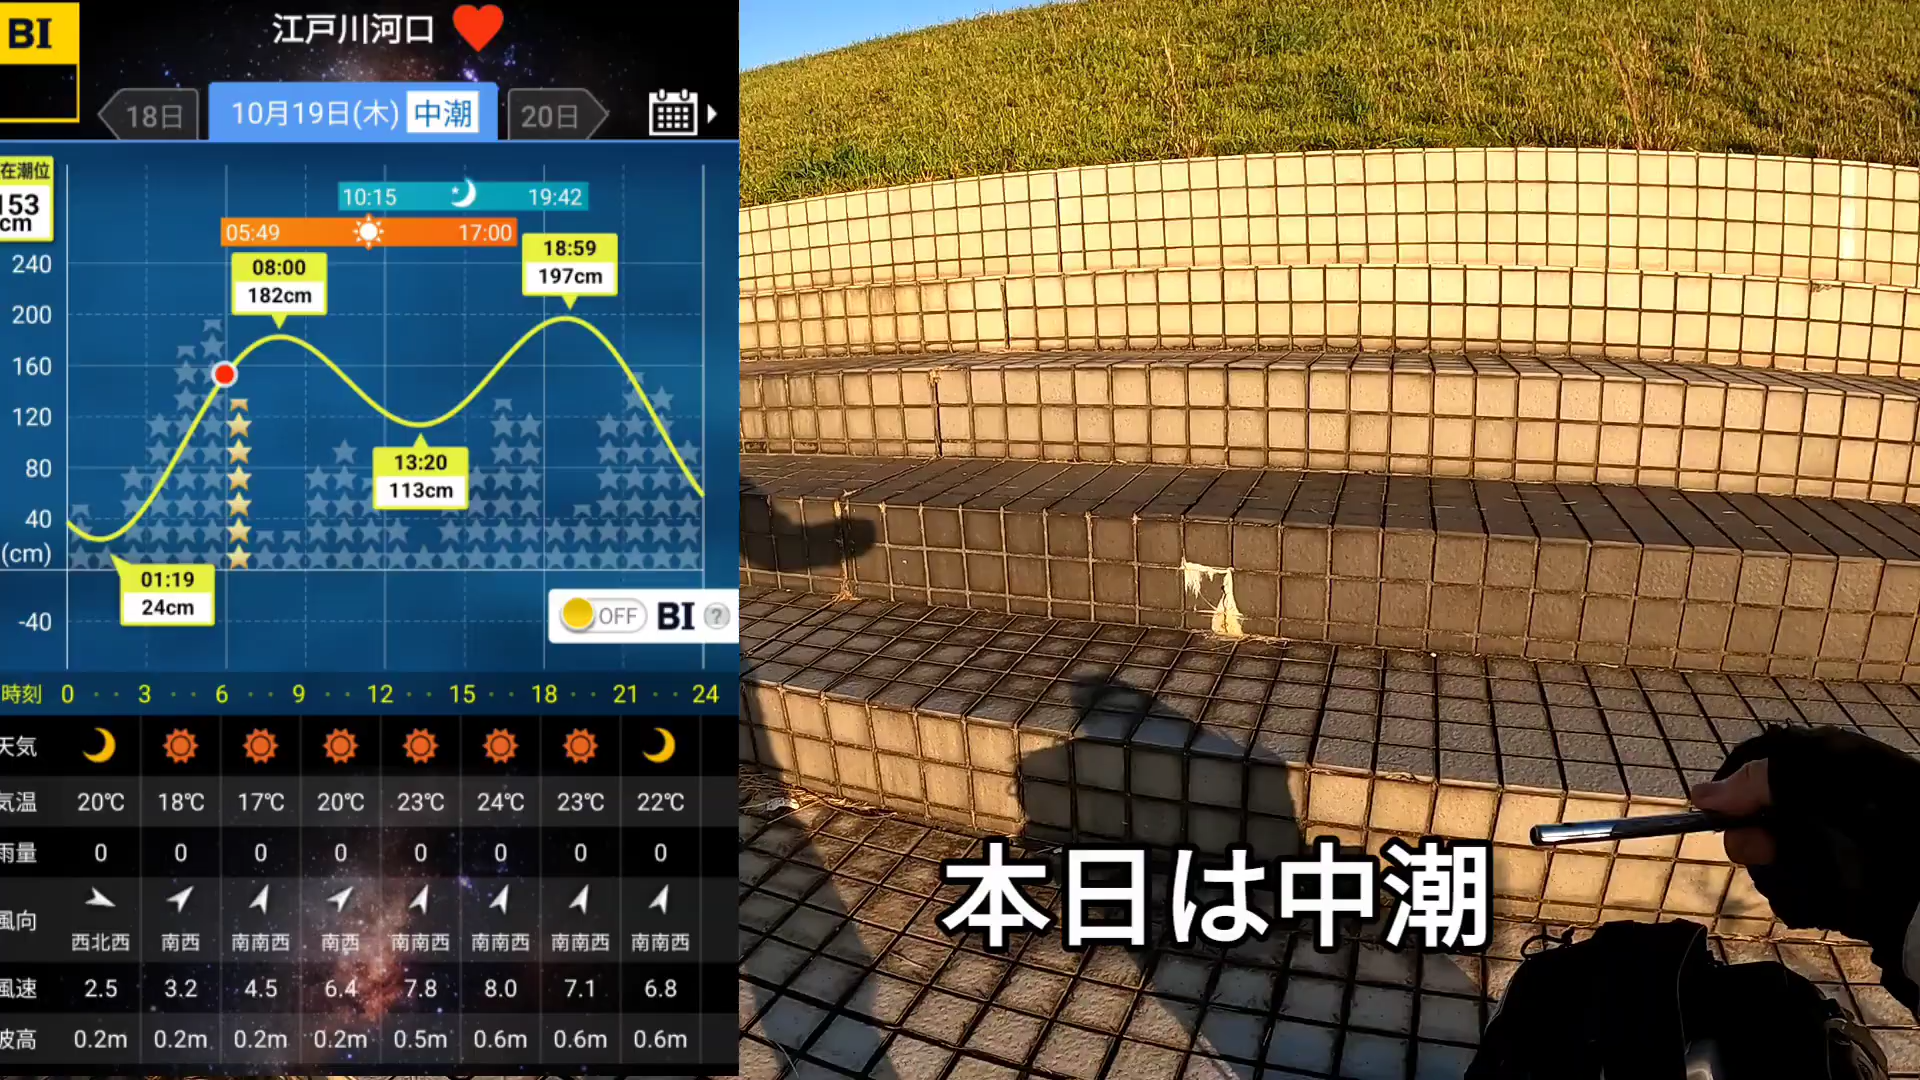 BI
江戸川河口
18日
10月19日(木) 中潮
20日
在潮位
153
cm
10:15 19:42
05:49 17:00
18:59
197cm
08:00
182cm
240
200
160
120
80
40
(cm)
-40
13:20
113cm
01:19
24cm
OFF BI ?
時刻 0 3 6 9 12 15 18 21 24
天気
気温 20℃ 18℃ 17℃ 20℃ 23℃ 24℃ 23℃ 22℃
雨量 0 0 0 0 0 0 0 0
風向 西北西 南西 南南西 南西 南南西 南南西 南南西 南南西
風速 2.5 3.2 4.5 6.4 7.8 8.0 7.1 6.8
波高 0.2m 0.2m 0.2m 0.2m 0.5m 0.6m 0.6m 0.6m
本日は中潮